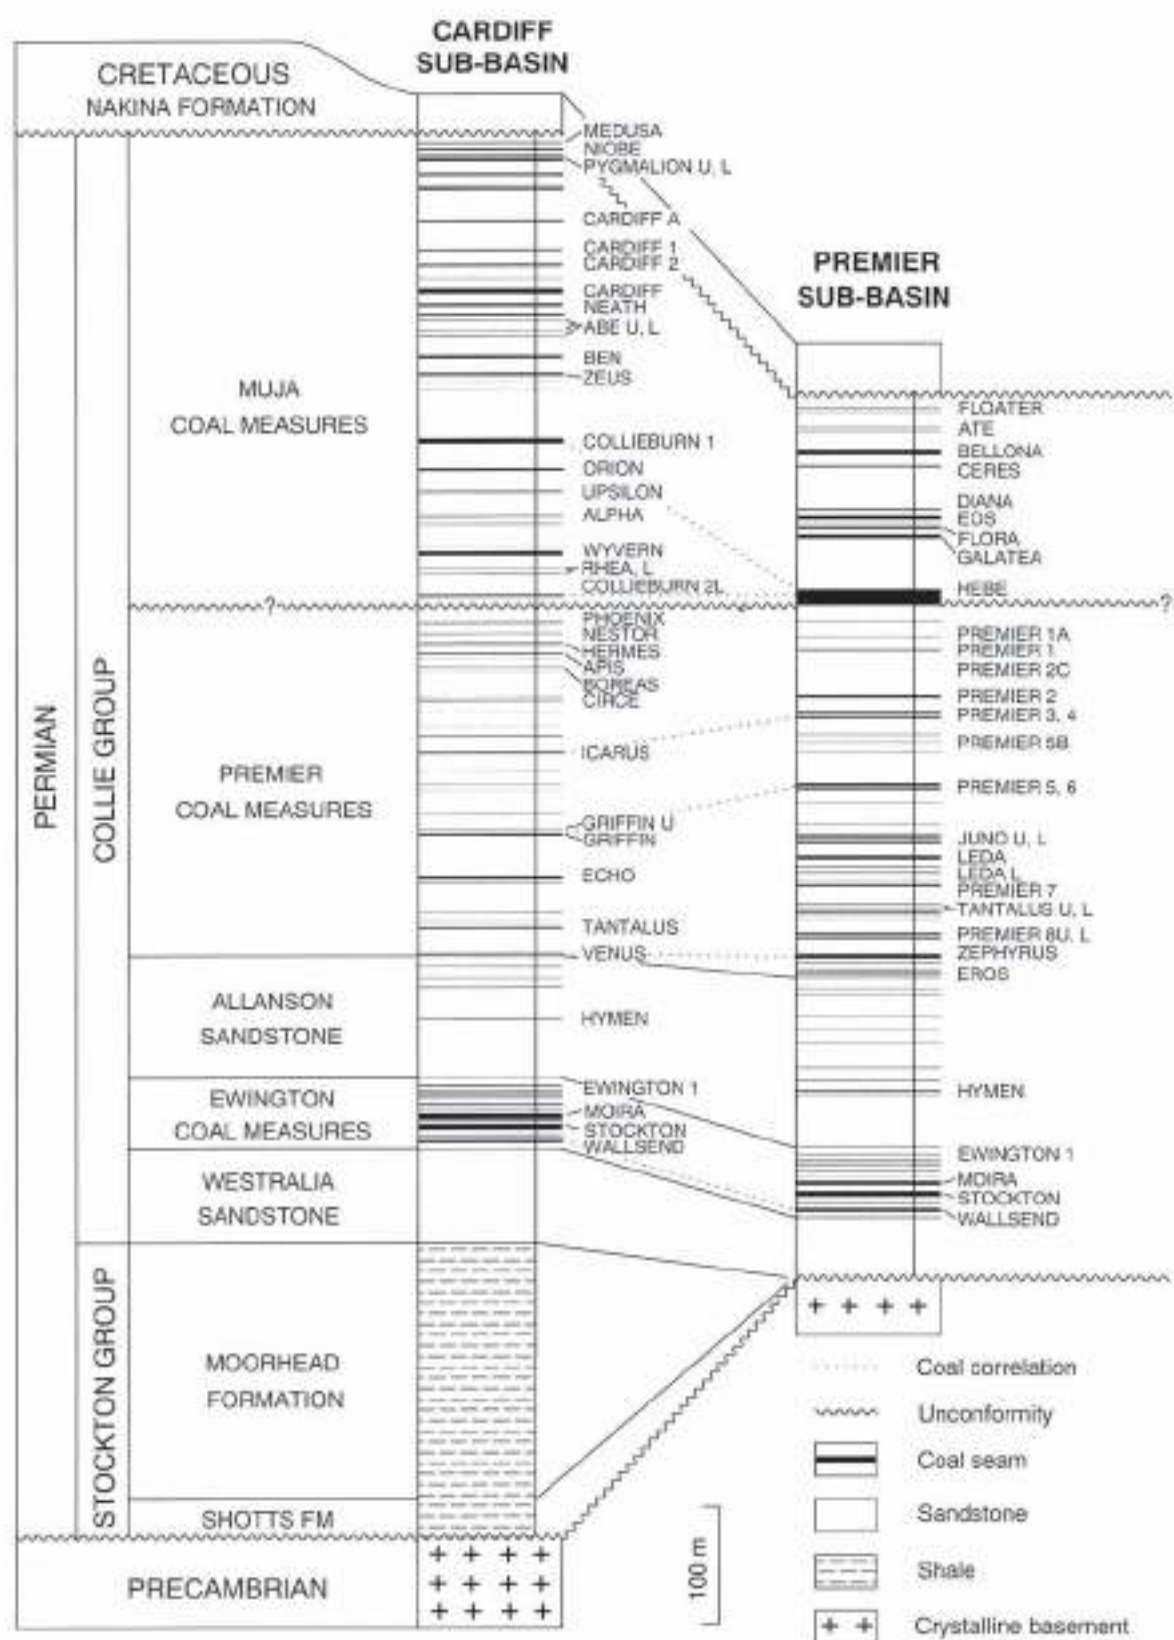 CARDIFF
SUB-BASIN
CRETACEOUS
NAKINA FORMATION
MEDUSA
NIOBE
PYGMALION U, L
CARDIFF A
CARDIFF 1
CARDIFF 2
CARDIFF
NEATH
ABE U, L
BEN
ZEUS
COLLIEBURN 1
ORION
UPSILON
ALPHA
WYVERN
RHEA, L
COLLIEBURN 2L
PHOENIX
NESTOR
HERMES
APIS
BOREAS
CIRCE
ICARUS
GRIFFIN U
GRIFFIN
ECHO
TANTALUS
VENUS
HYMEN
EWINGTON 1
MOIRA
STOCKTON
WALLSEND
PREMIER
SUB-BASIN
FLOATER
ATE
BELLONA
CERES
DIANA
EOS
FLORA
GALATEA
HEBE
?
?
PREMIER 1A
PREMIER 1
PREMIER 2C
PREMIER 2
PREMIER 3, 4
PREMIER 5B
PREMIER 5, 6
JUNO U, L
LEDA
LEDA L
PREMIER 7
TANTALUS U, L
PREMIER 8U, L
ZEPHYRUS
EROS
HYMEN
EWINGTON 1
MOIRA
STOCKTON
WALLSEND
PERMIAN
COLLIE GROUP
STOCKTON GROUP
MUJA
COAL MEASURES
PREMIER
COAL MEASURES
ALLANSON
SANDSTONE
EWINGTON
COAL MEASURES
WESTRALIA
SANDSTONE
MOORHEAD
FORMATION
SHOTTS FM
PRECAMBRIAN
100 m
Coal correlation
Unconformity
Coal seam
Sandstone
Shale
Crystalline basement